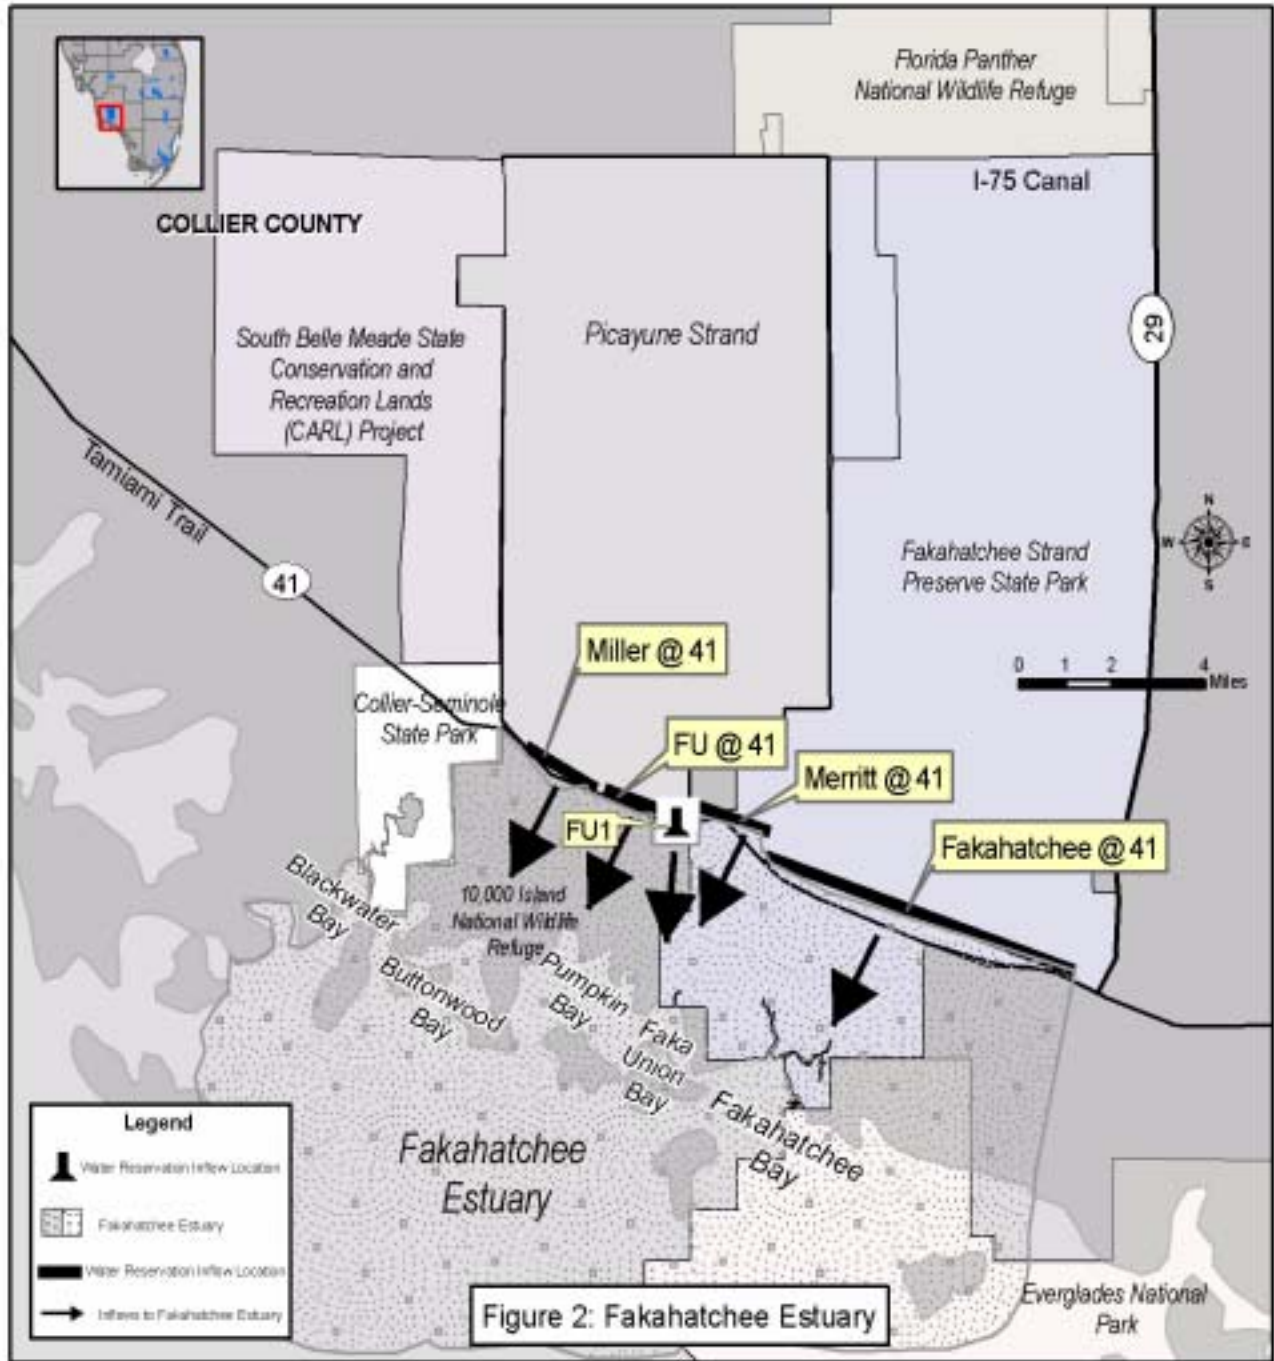 Florida Panther
National Wildlife Refuge
I-75 Canal
COLLIER COUNTY
29
South Belle Meade State
Conservation and
Recreation Lands
(CARL) Project
Picayune Strand
Tamiami Trail
41
N
W
E
S
Fakahatchee Strand
Preserve State Park
0 1 2 4
Miles
Miller @ 41
Collier-Seminole
State Park
FU @ 41
Merritt @ 41
FU1
Fakahatchee @ 41
Blackwater
Bay
10,000 Island
National Wildlife
Refuge
Buttonwood
Bay
Pumpkin
Bay
Faka
Union
Bay
Fakahatchee
Bay
Fakahatchee
Estuary
Legend
Water Reservation Inflow Location
Fakahatchee Estuary
Water Reservation Inflow Location
Inflows to Fakahatchee Estuary
Everglades National
Park
Figure 2: Fakahatchee Estuary